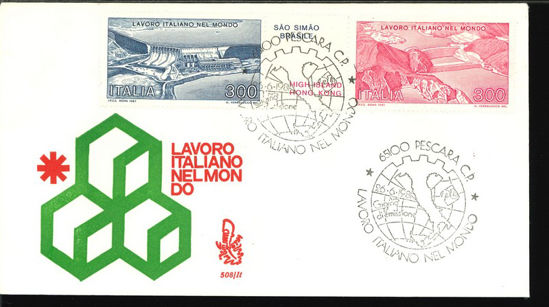 LAVORO ITALIANO NEL MONDO
ITALIA 300
SÃO SIMÃO
BRASILE
HIGH ISLAND
HONG KONG
LAVORO ITALIANO NEL MONDO
ITALIA 300
65100 PESCARA C.P.
LAVORO ITALIANO NEL MONDO
LAVORO
ITALIANO
NEL MON
DO
508/It
65100 PESCARA C.P.
di emissione
LAVORO ITALIANO NEL MONDO